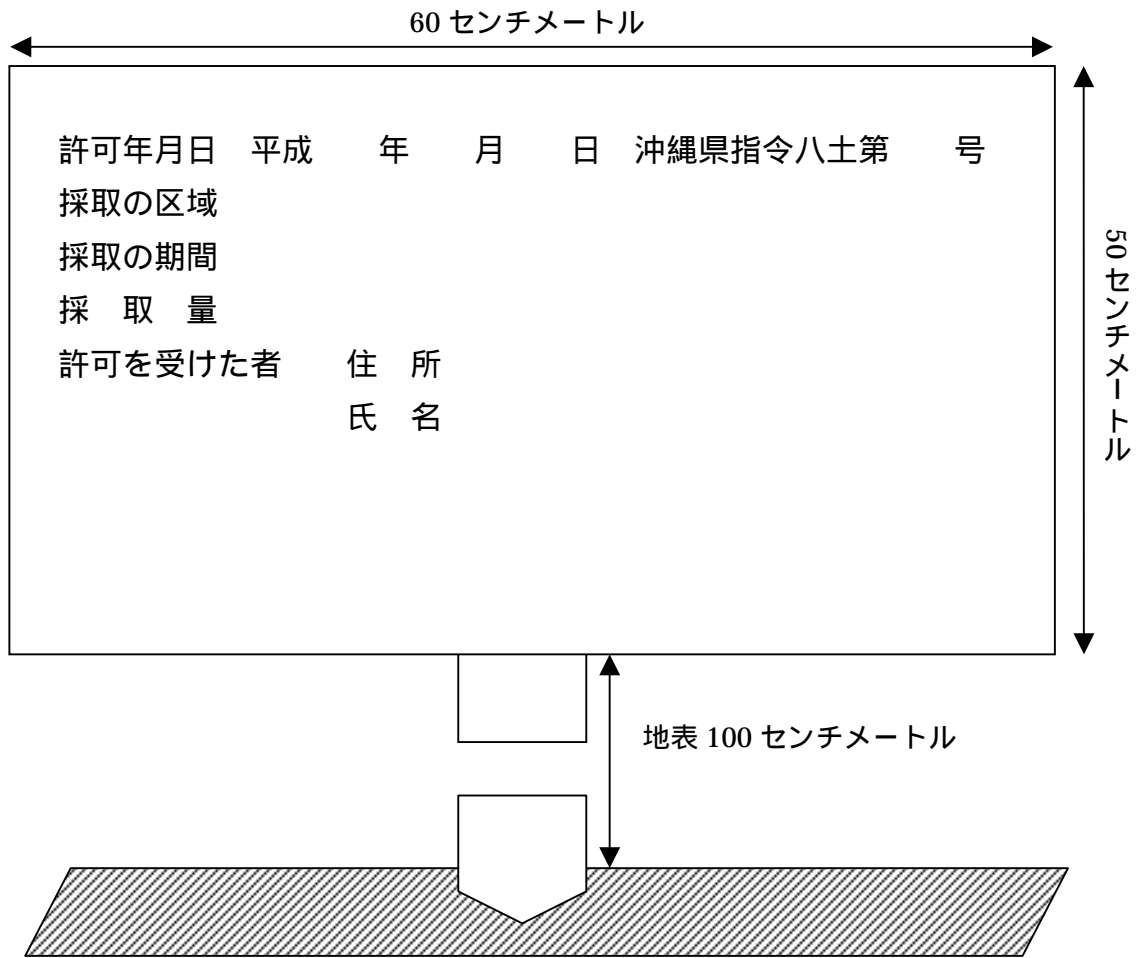 60 センチメートル
許可年月日　平成　　年　　月　　日　沖縄県指令八土第　　号
採取の区域
採取の期間
採　取　量
許可を受けた者　　住　所
氏　名
50 センチメートル
地表 100 センチメートル